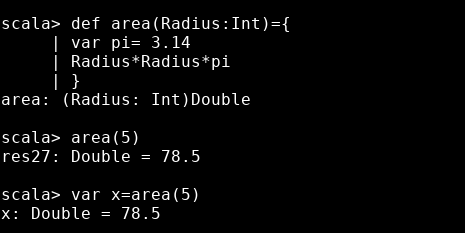 scala> def area(Radius:Int)={
     | var pi= 3.14
     | Radius*Radius*pi
     | }
area: (Radius: Int)Double

scala> area(5)
res27: Double = 78.5

scala> var x=area(5)
x: Double = 78.5